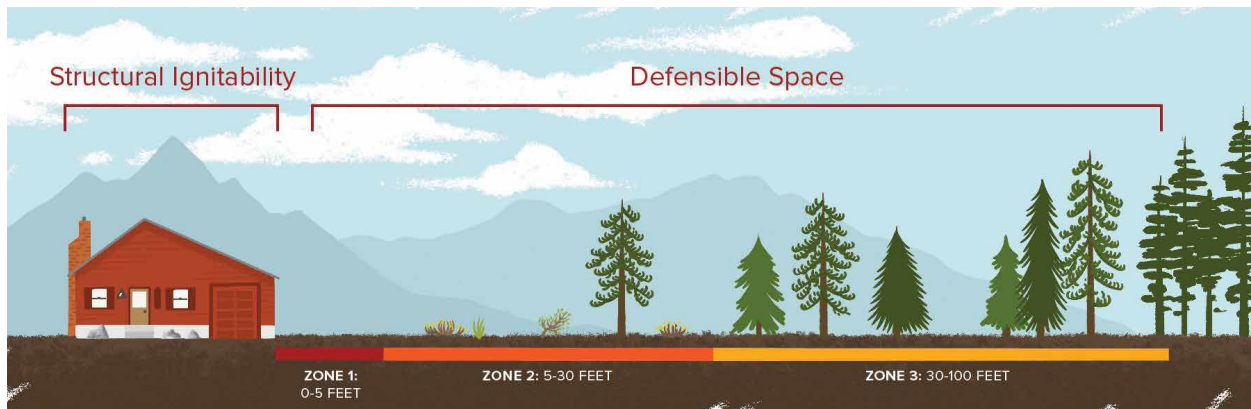 Structural Ignitability
Defensible Space
ZONE 1:
0-5 FEET
ZONE 2: 5-30 FEET
ZONE 3: 30-100 FEET